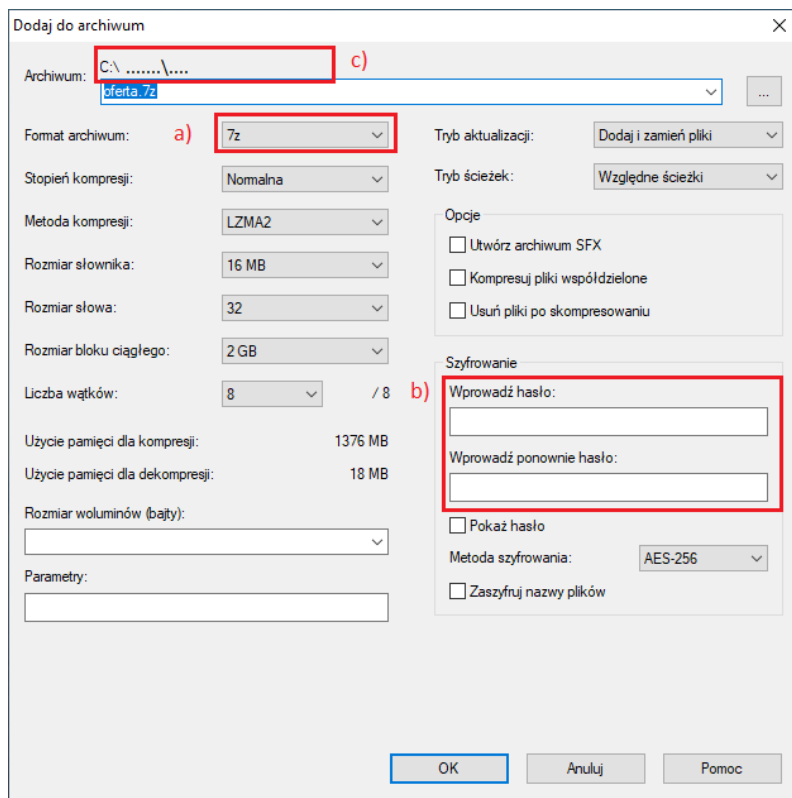 Dodaj do archiwum
C:\ .......\....
c)
Archiwum:
oferta.7z
...
Format archiwum:
a)
7z
Tryb aktualizacji:
Dodaj i zamień pliki
Stopień kompresji:
Normalna
Tryb ścieżek:
Względne ścieżki
Metoda kompresji:
LZMA2
Opcje
Utwórz archiwum SFX
Rozmiar słownika:
16 MB
Kompresuj pliki współdzielone
Rozmiar słowa:
32
Usuń pliki po skompresowaniu
Rozmiar bloku ciągłego:
2 GB
Szyfrowanie
Liczba wątków:
8
/ 8
b)
Wprowadź hasło:
Użycie pamięci dla kompresji:
1376 MB
Wprowadź ponownie hasło:
Użycie pamięci dla dekompresji:
18 MB
Rozmiar woluminów (bajty):
Pokaż hasło
Metoda szyfrowania:
AES-256
Parametry:
Zaszyfruj nazwy plików
OK
Anuluj
Pomoc